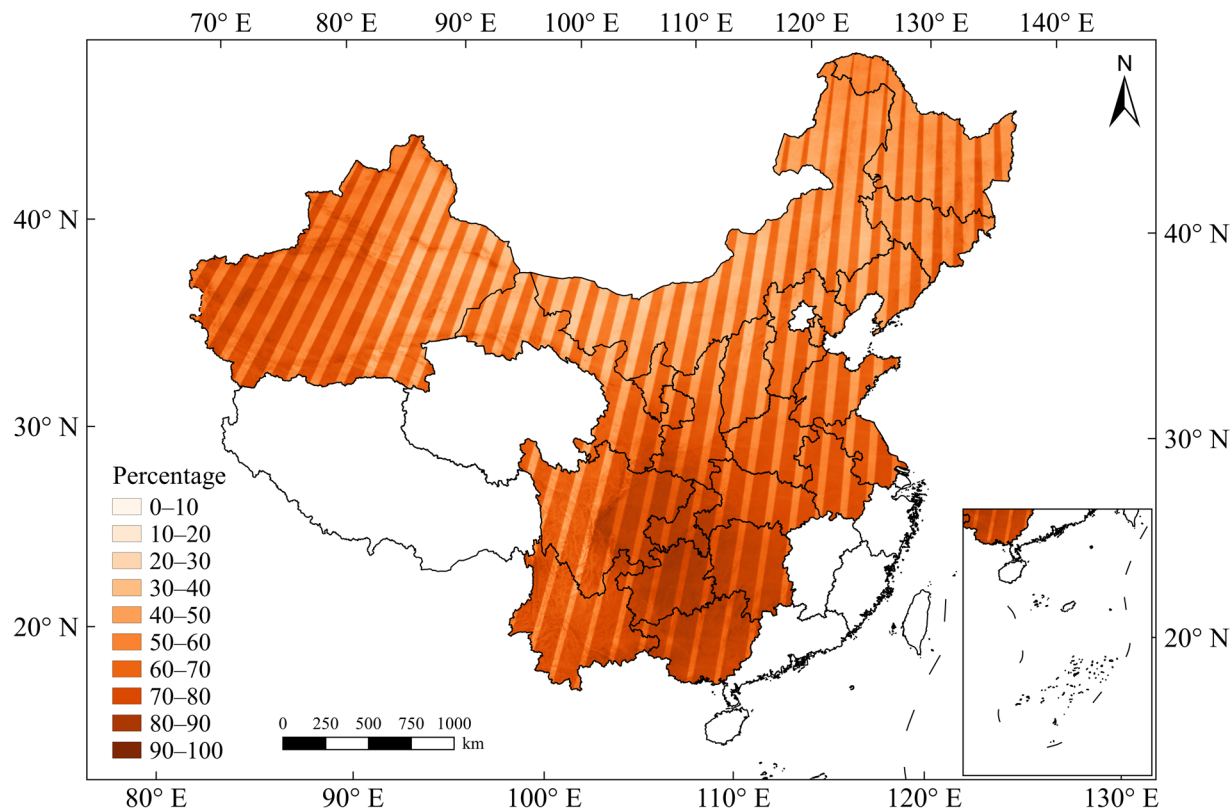 70° E 80° E 90° E 100° E 110° E 120° E 130° E 140° E
N
40° N 40° N
30° N 30° N
20° N 20° N
Percentage
0–10
10–20
20–30
30–40
40–50
50–60
60–70
70–80
80–90
90–100
0 250 500 750 1000
km
80° E 90° E 100° E 110° E 120° E 130° E